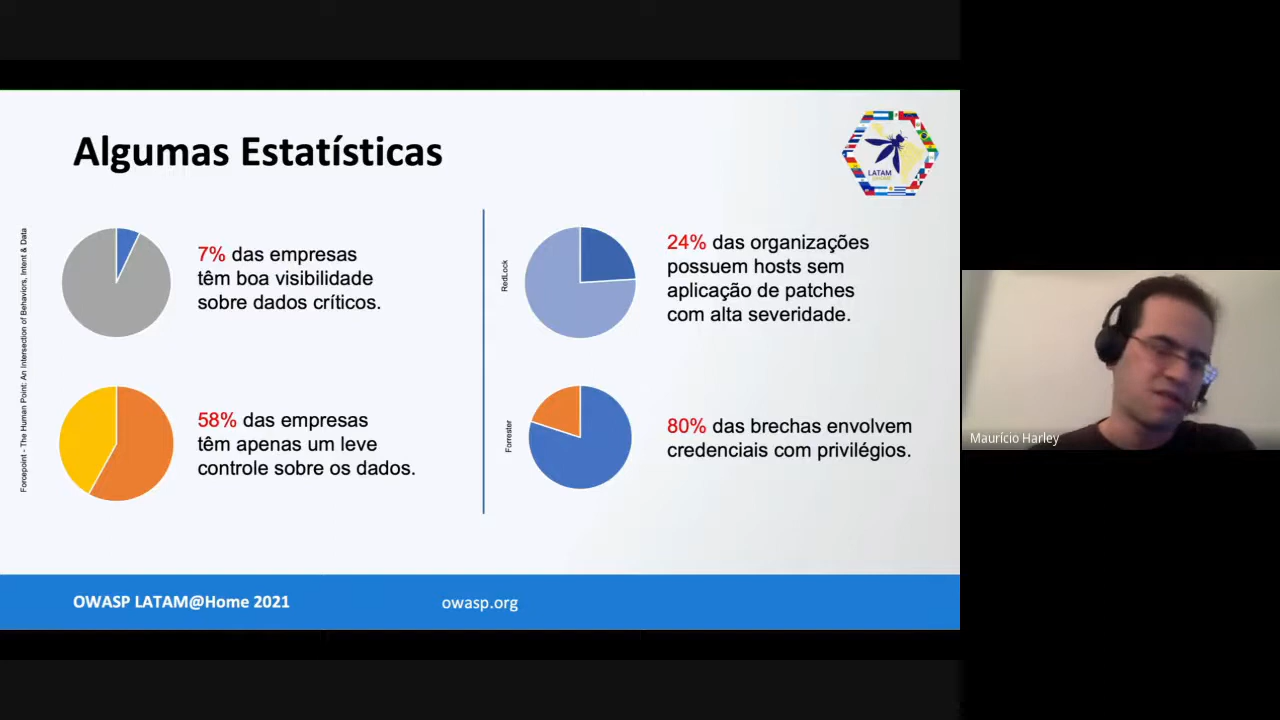 Algumas Estatísticas
LATAM
Forcepoint - The Human Point: An Intersection of Behaviors, Intent & Data
7% das empresas
têm boa visibilidade
sobre dados críticos.
58% das empresas
têm apenas um leve
controle sobre os dados.
RedLock
24% das organizações
possuem hosts sem
aplicação de patches
com alta severidade.
Forrester
80% das brechas envolvem
credenciais com privilégios.
Maurício Harley
OWASP LATAM@Home 2021
owasp.org